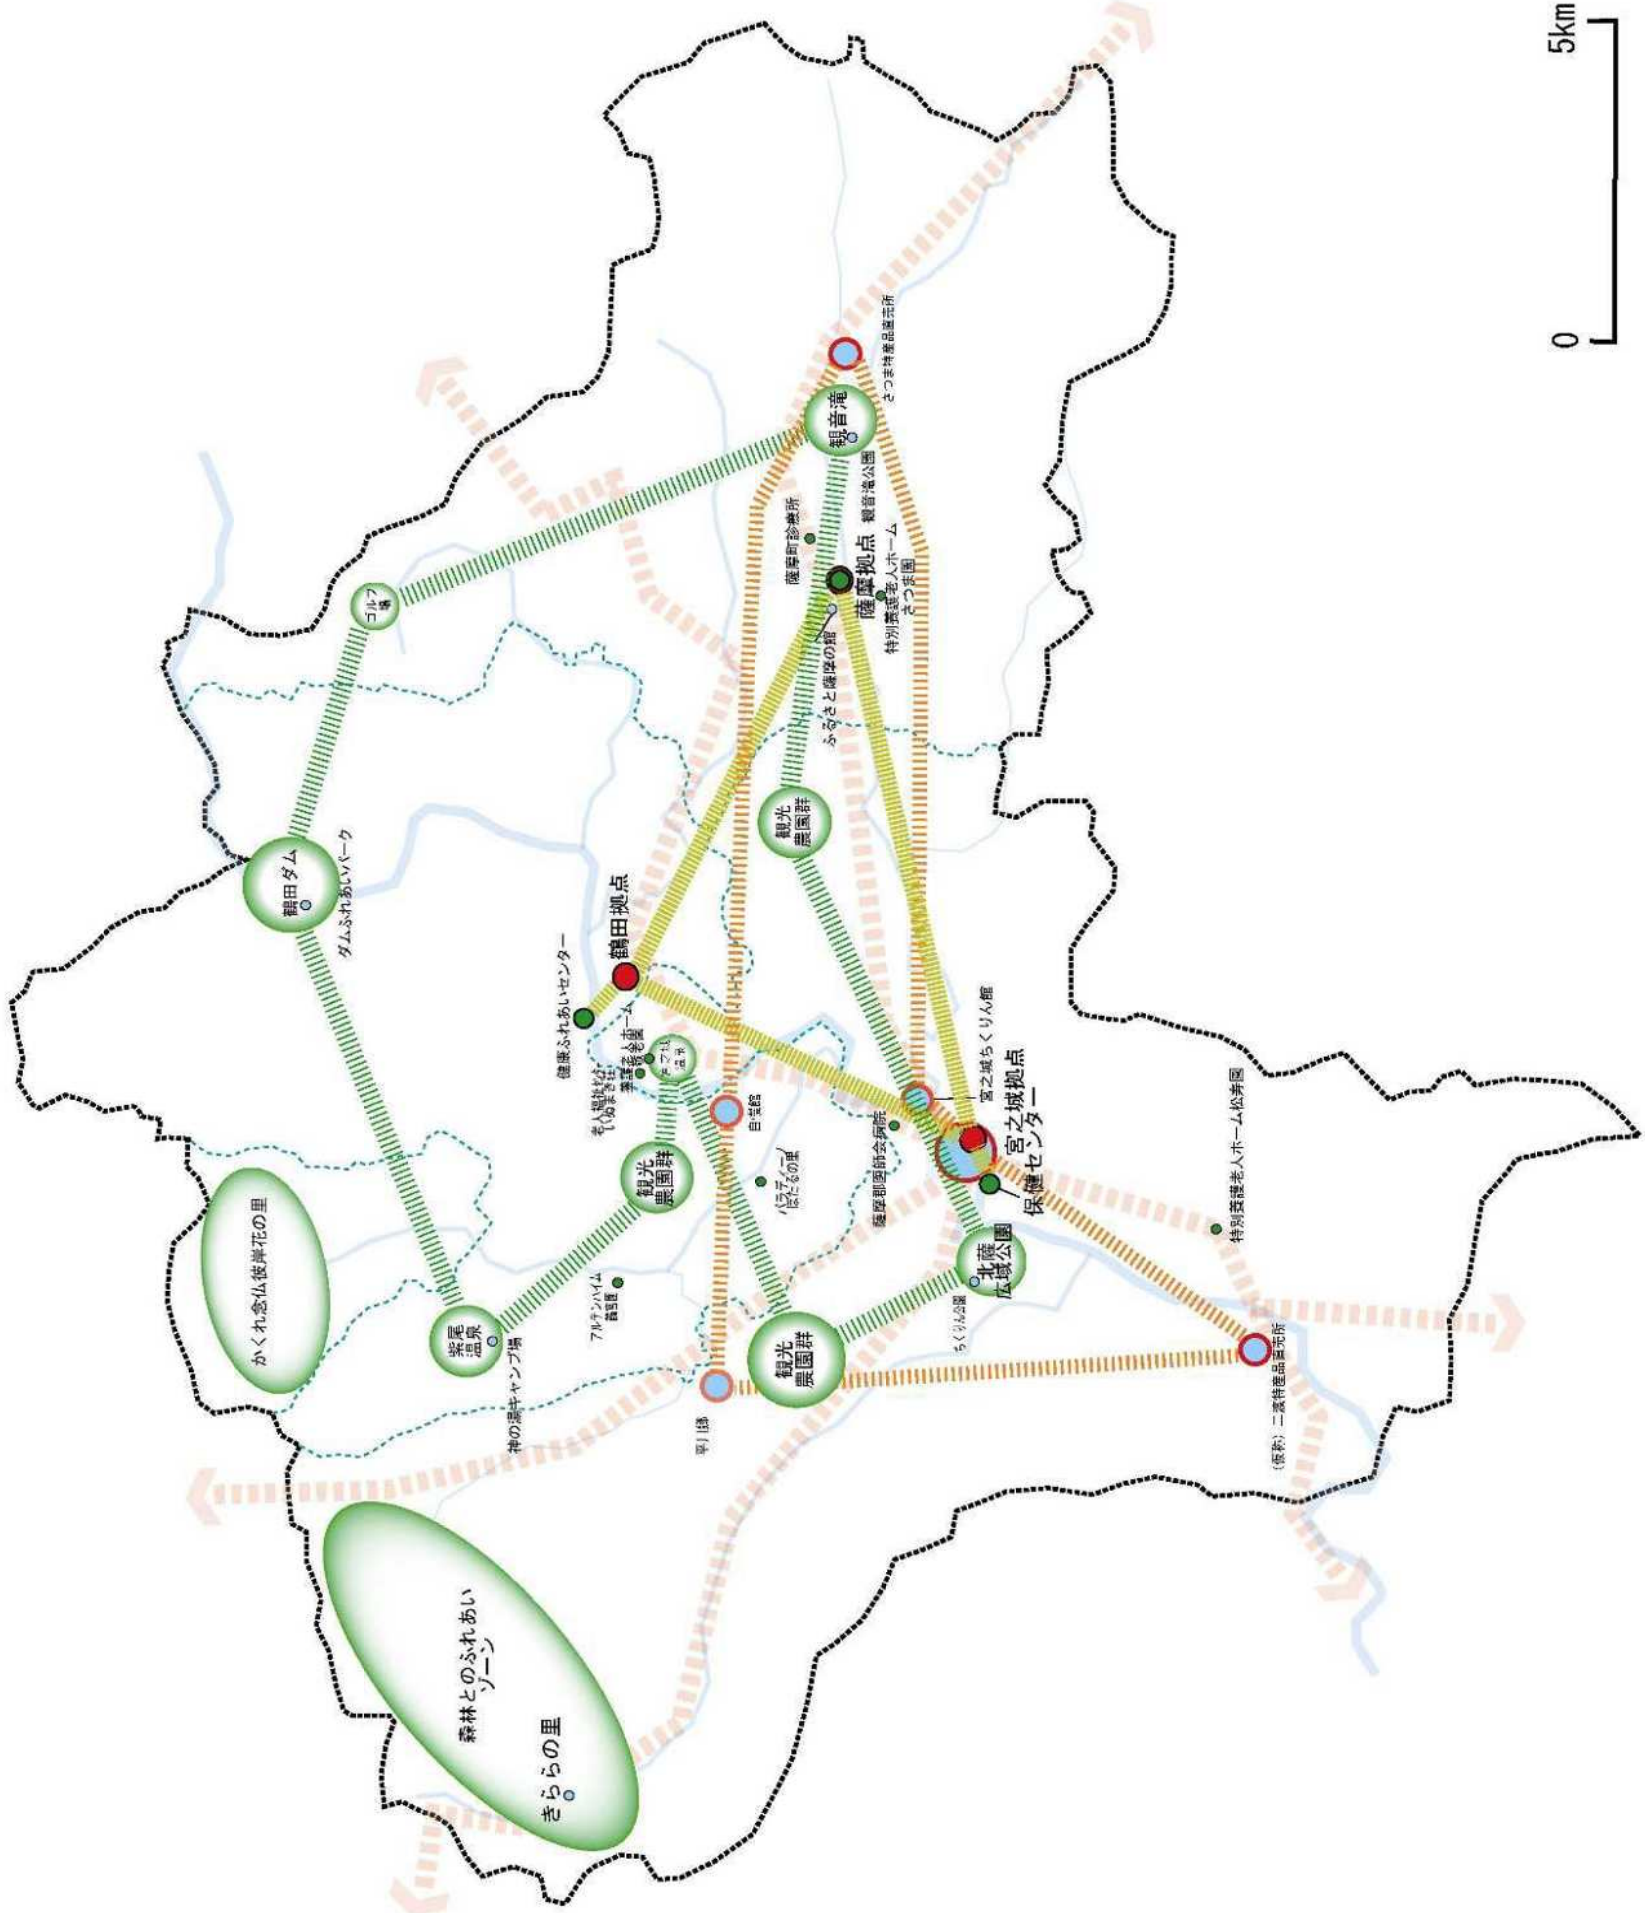 かくれ念仏彼岸花の里
森林とのふれあい
ゾーン
きららの里
紫尾
温泉
神の湯キャンプ場
鶴田ダム
ダムふれあいパーク
ゴルフ
場
健康ふれあいセンター
鶴田拠点
観光
農園群
アルテンハイム
平川郷
観光
農園群
ほたるの里
薩摩郡医師会病院
観光
農園群
薩摩町診療所
観音滝
観音滝公園
さつま特産品直売所
薩摩拠点
特別養護老人ホーム
さつま園
ふるさと薩摩の館
宮之城ちくりん館
宮之城拠点
保健センター
北薩
広域公園
ちくりん公園
特別養護老人ホーム松寿園
（仮称）二渡特産品直売所
0
5km